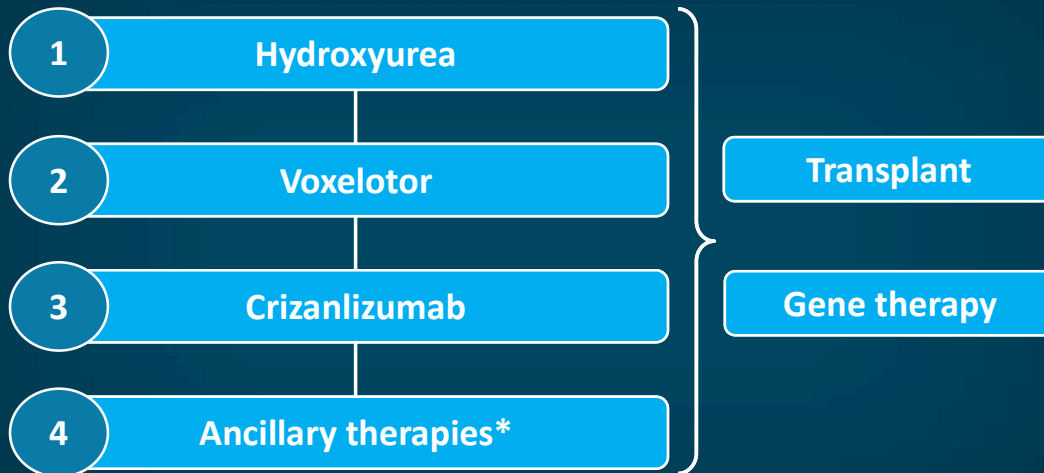 1
Hydroxyurea
2
Voxelotor
3
Crizanlizumab
4
Ancillary therapies*
Transplant
Gene therapy